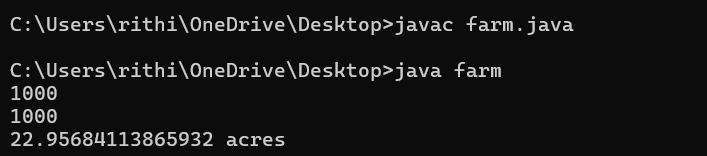 C:\Users\rithi\OneDrive\Desktop>javac farm.java
C:\Users\rithi\OneDrive\Desktop>java farm
1000
1000
22.95684113865932 acres